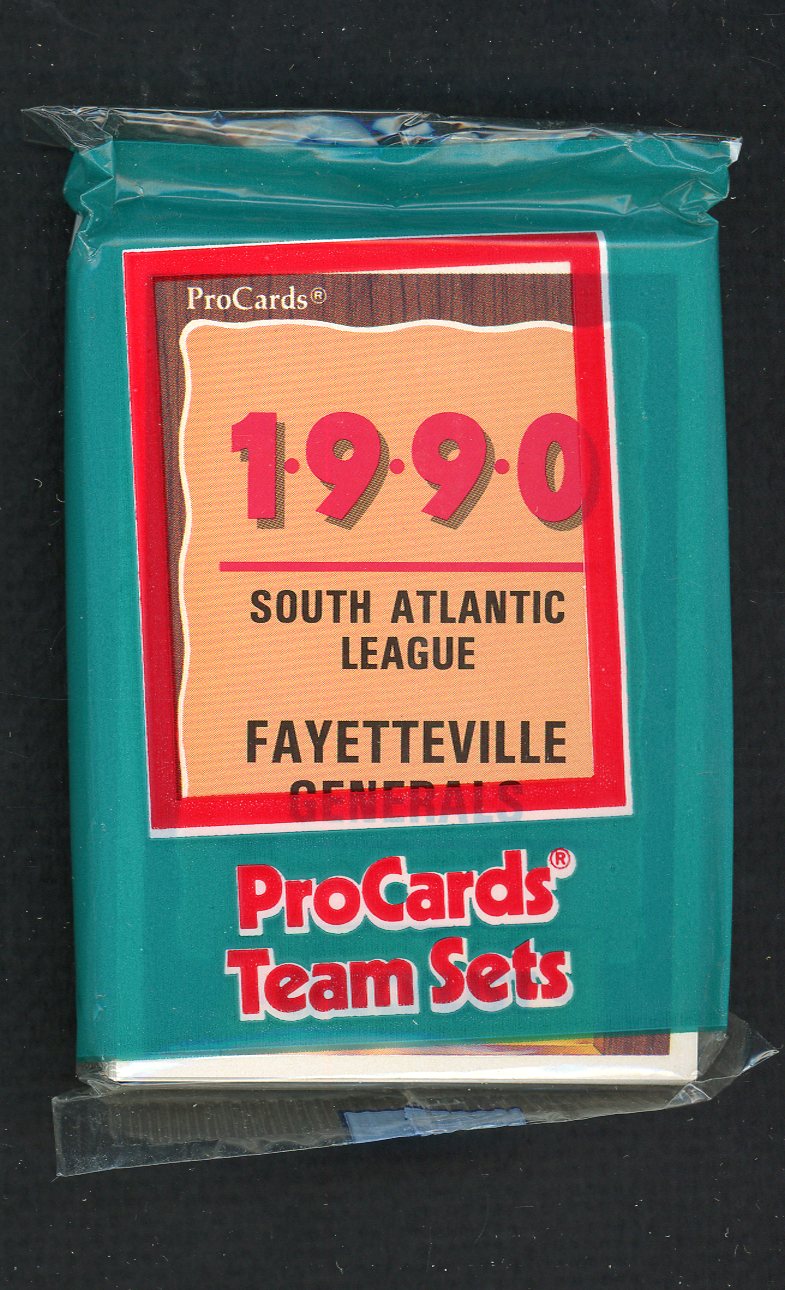 ProCards®
1·9·9·0
SOUTH ATLANTIC
LEAGUE
FAYETTEVILLE
GENERALS
ProCards®
Team Sets